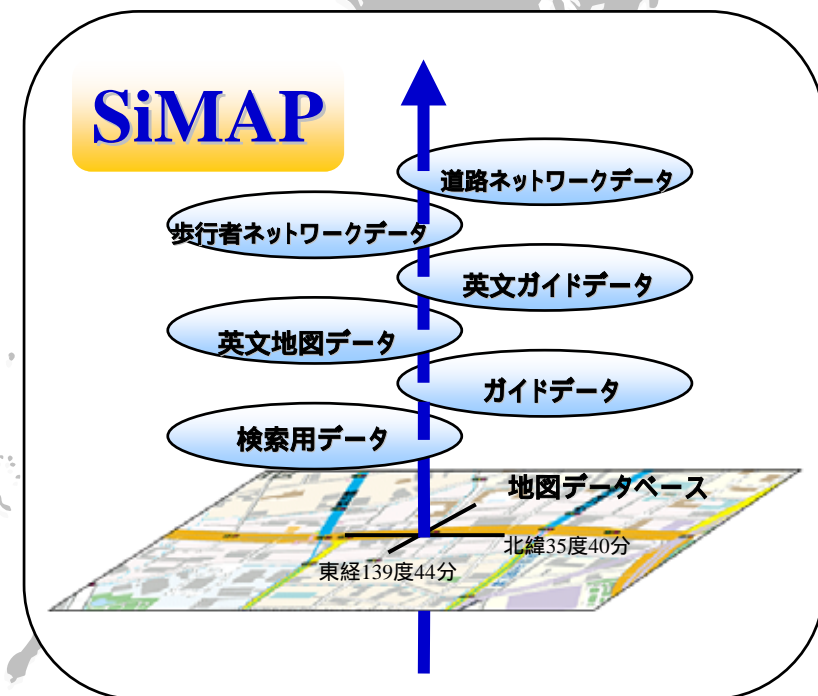 SiMAP
道路ネットワークデータ
歩行者ネットワークデータ
英文ガイドデータ
英文地図データ
ガイドデータ
検索用データ
地図データベース
北緯35度40分
東経139度44分